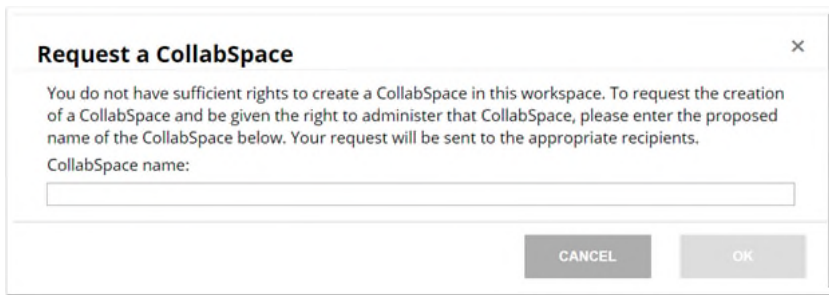 Request a CollabSpace
×
You do not have sufficient rights to create a CollabSpace in this workspace. To request the creation
of a CollabSpace and be given the right to administer that CollabSpace, please enter the proposed
name of the CollabSpace below. Your request will be sent to the appropriate recipients.
CollabSpace name:
CANCEL OK